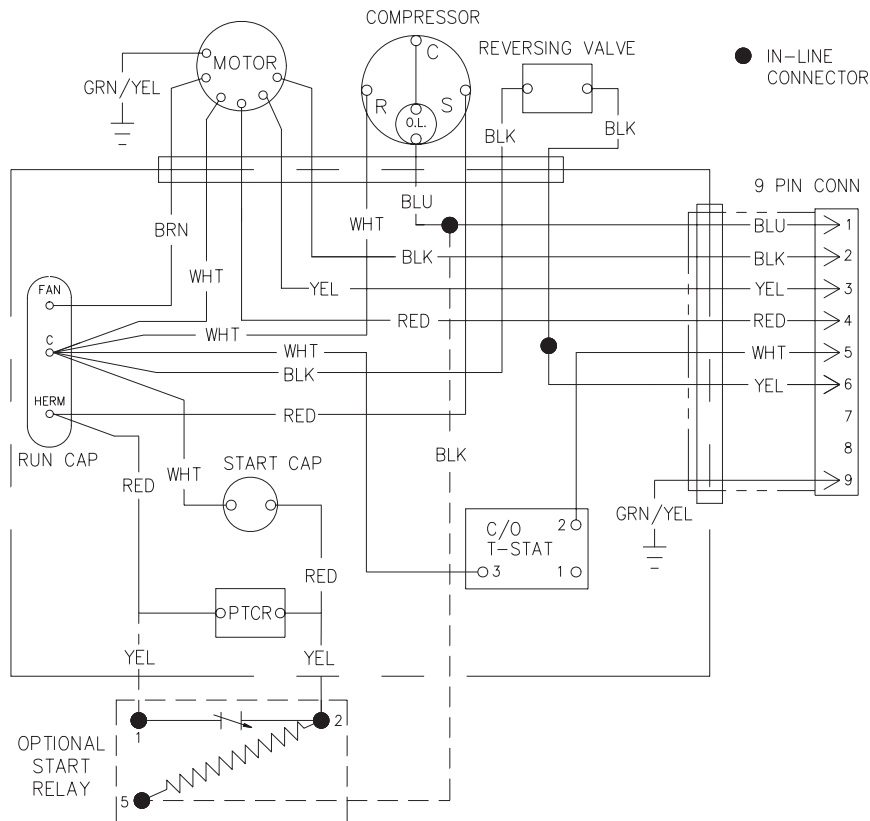 COMPRESSOR
MOTOR
REVERSING VALVE
IN-LINE
CONNECTOR
C
GRN/YEL
R
S
O.L.
BLK
BLK
9 PIN CONN
BLU
WHT
BRN
BLU
1
BLK
BLK
2
WHT
FAN
YEL
YEL
3
RED
RED
4
WHT
C
WHT
WHT
5
BLK
YEL
6
HERM
RED
7
8
RUN CAP
BLK
START CAP
WHT
RED
9
GRN/YEL
C/O
T-STAT
2
3
1
RED
PTCR
YEL
YEL
1
2
OPTIONAL
START
RELAY
5